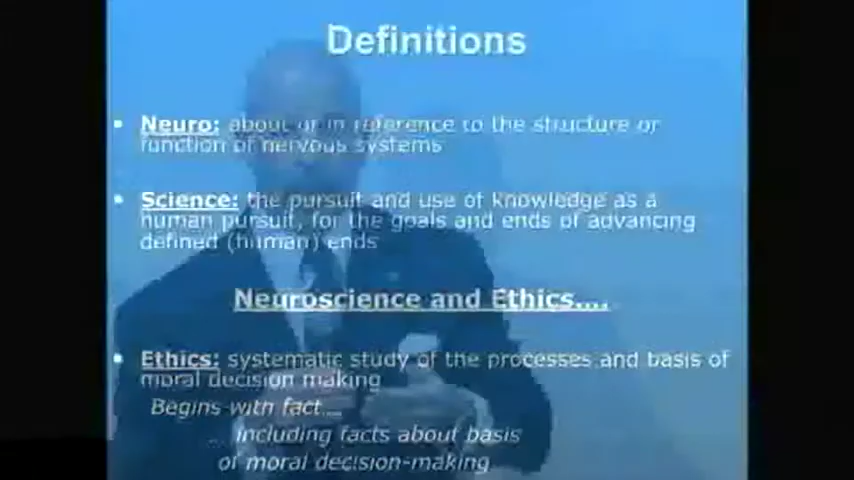 Definitions
• Neuro: about or in reference to the structure or
function of nervous systems
• Science: the pursuit and use of knowledge as a
human pursuit, for the goals and ends of advancing
defined (human) ends
Neuroscience and Ethics....
• Ethics: systematic study of the processes and basis of
moral decision making
Begins with fact...
... including facts about basis
of moral decision-making